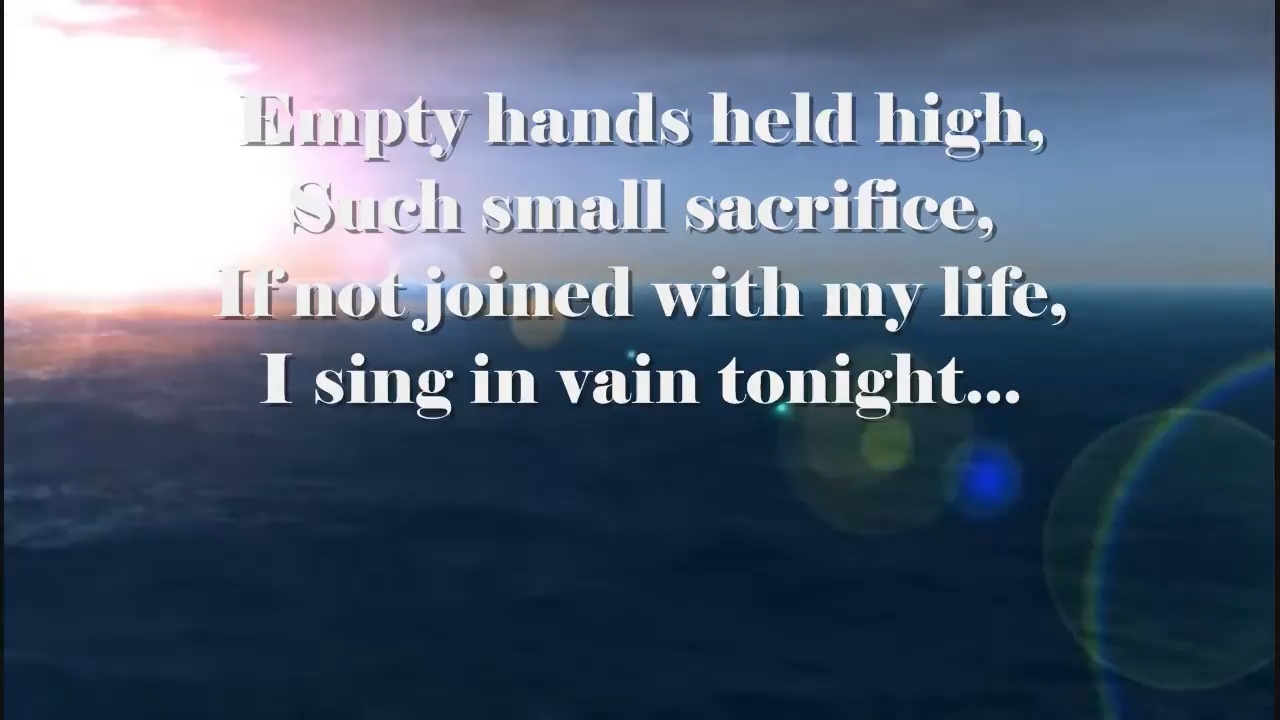 Empty hands held high,
Such small sacrifice,
If not joined with my life,
I sing in vain tonight...